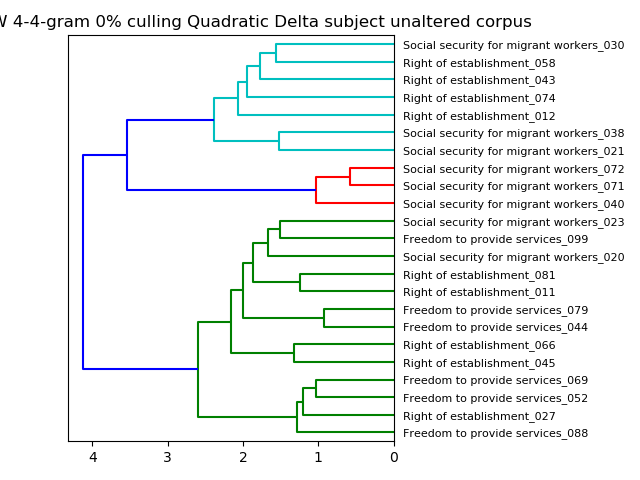 4-4-gram 0% culling Quadratic Delta subject unaltered corpus
Social security for migrant workers_030
Right of establishment_058
Right of establishment_043
Right of establishment_074
Right of establishment_012
Social security for migrant workers_038
Social security for migrant workers_021
Social security for migrant workers_072
Social security for migrant workers_071
Social security for migrant workers_040
Social security for migrant workers_023
Freedom to provide services_099
Social security for migrant workers_020
Right of establishment_081
Right of establishment_011
Freedom to provide services_079
Freedom to provide services_044
Right of establishment_066
Right of establishment_045
Freedom to provide services_069
Freedom to provide services_052
Right of establishment_027
Freedom to provide services_088
4 3 2 1 0